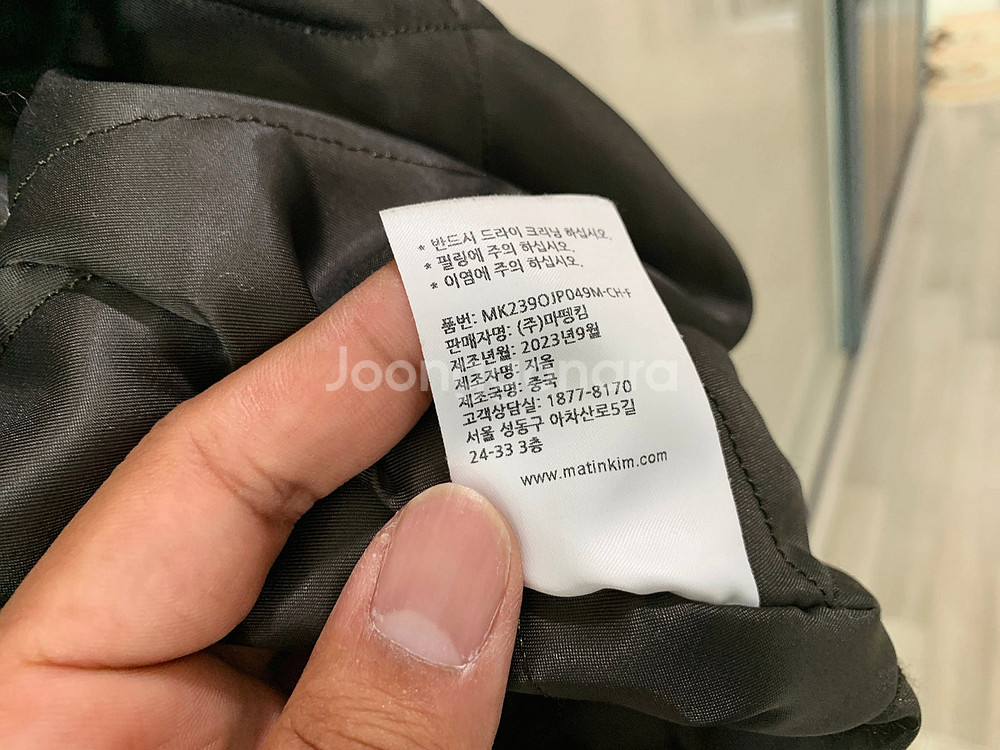 * 반드시 드라이 크리닝 하십시오.
* 필링에 주의 하십시오.
* 이염에 주의 하십시오.
품번: MK239OJP049M-CH-F
판매자명: (주)마뗑킴
제조년월: 2023년9월
제조자명: 지옴
제조국명: 중국
고객상담실: 1877-8170
서울 성동구 아차산로5길
24-33 3층
www.matinkim.com